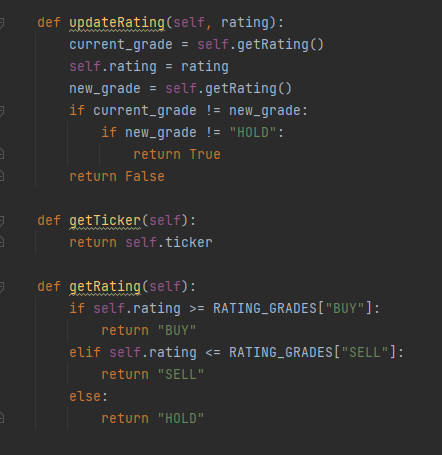 def updateRating(self, rating):
    current_grade = self.getRating()
    self.rating = rating
    new_grade = self.getRating()
    if current_grade != new_grade:
        if new_grade != "HOLD":
            return True
    return False

def getTicker(self):
    return self.ticker

def getRating(self):
    if self.rating >= RATING_GRADES["BUY"]:
        return "BUY"
    elif self.rating <= RATING_GRADES["SELL"]:
        return "SELL"
    else:
        return "HOLD"